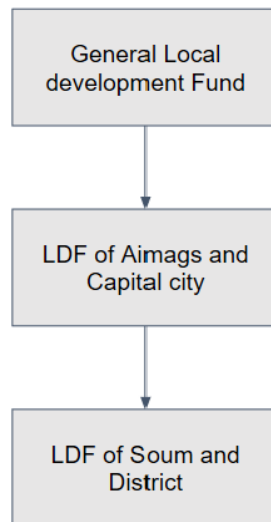 General Local
development Fund
LDF of Aimags and
Capital city
LDF of Soum and
District